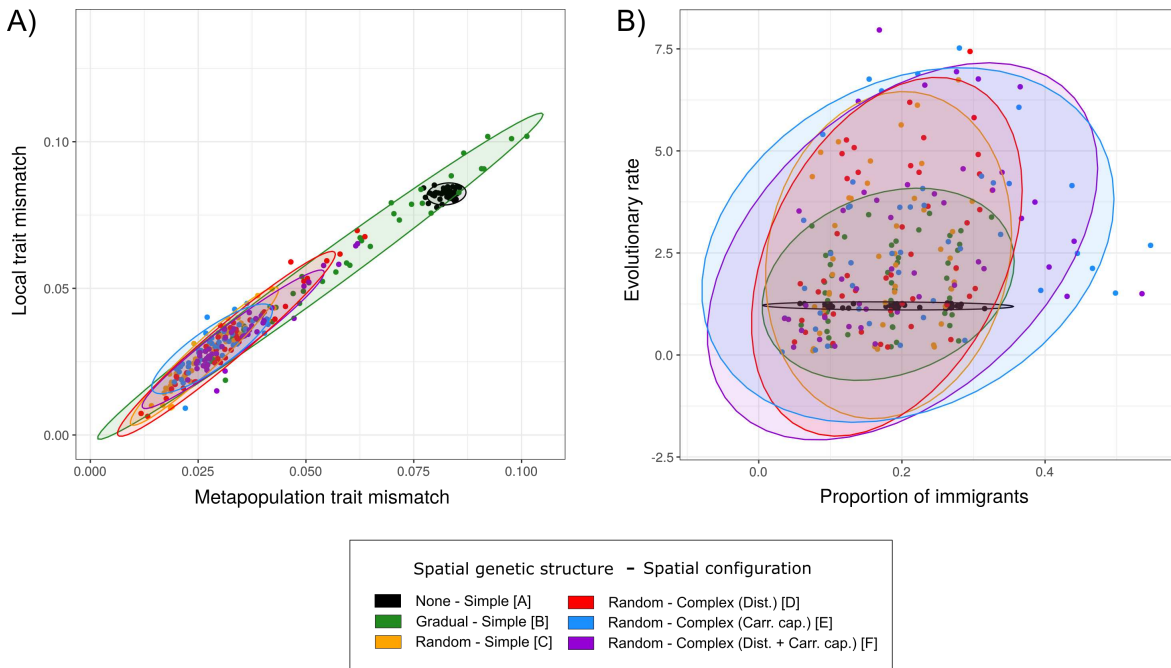 A)
B)
0.10
0.05
0.00
Local trait mismatch
0.000
0.025
0.050
0.075
0.100
Metapopulation trait mismatch
7.5
5.0
2.5
0.0
-2.5
Evolutionary rate
0.0
0.2
0.4
Proportion of immigrants
Spatial genetic structure - Spatial configuration
None - Simple [A]
Gradual - Simple [B]
Random - Simple [C]
Random - Complex (Dist.) [D]
Random - Complex (Carr. cap.) [E]
Random - Complex (Dist. + Carr. cap.) [F]